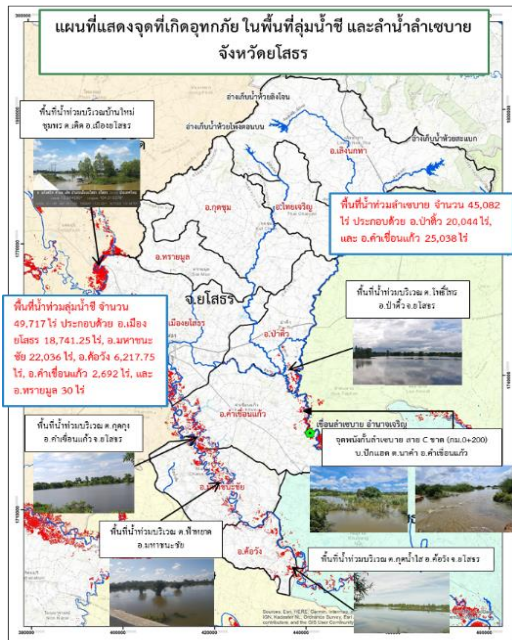 แผนที่แสดงจุดที่เกิดอุทกภัย ในพื้นที่ลุ่มน้ำชี และลำน้ำลำเซบาย
จังหวัดยโสธร
พื้นที่น้ำท่วมบริเวณบ้านใหม่
ชุมพร ต.เดิด อ.เมืองยโสธร
อ่างเก็บน้ำห้วยลิงโจน
อ่างเก็บน้ำห้วยสะแบก
อ.เลิงนกทา
อ.กุดชุม
อ.ไทยเจริญ
อ.ทรายมูล
พื้นที่น้ำท่วมลำเซบาย จำนวน 45,082
ไร่ ประกอบด้วย อ.ป่าติ้ว 20,044 ไร่,
และ อ.คำเขื่อนแก้ว 25,038 ไร่
จ.ยโสธร
พื้นที่น้ำท่วมลุ่มน้ำชี จำนวน
49,717 ไร่ ประกอบด้วย อ.เมือง
ยโสธร 18,741.25 ไร่, อ.มหาชนะ
ชัย 22,036 ไร่, อ.ค้อวัง 6,217.75
ไร่, อ.คำเขื่อนแก้ว 2,692 ไร่, และ
อ.ทรายมูล 30 ไร่
เมืองยโสธร
อ.ป่าติ้ว
พื้นที่น้ำท่วมบริเวณ ต.โพธิ์ไทร
อ.ป่าติ้ว จ.ยโสธร
อ.คำเขื่อนแก้ว
เขื่อนลำเซบาย อำนาจเจริญ
จุดพนังกั้นลำเซบาย สาย C ขาด (กม.0+200)
ต.นาคำ อ.คำเขื่อนแก้ว
พื้นที่น้ำท่วมบริเวณ ต.กุดกุง
อ.คำเขื่อนแก้ว จ.ยโสธร
อ.มหาชนะชัย
พื้นที่น้ำท่วมบริเวณ ต.ฟ้าหยาด
อ.มหาชนะชัย
อ.ค้อวัง
พื้นที่น้ำท่วมบริเวณ ต.กุดน้ำใส อ.ค้อวัง จ.ยโสธร